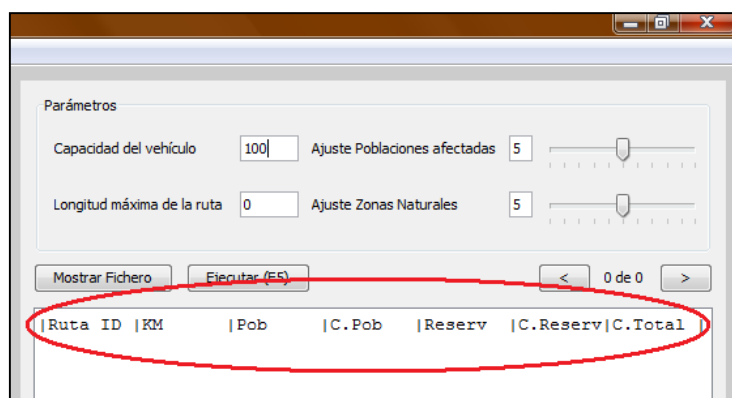 Parámetros
Capacidad del vehículo 100 Ajuste Poblaciones afectadas 5
Longitud máxima de la ruta 0 Ajuste Zonas Naturales 5
Mostrar Fichero Ejecutar (F5) < 0 de 0 >
|Ruta ID |KM |Pob |C.Pob |Reserv |C.Reserv|C.Total |